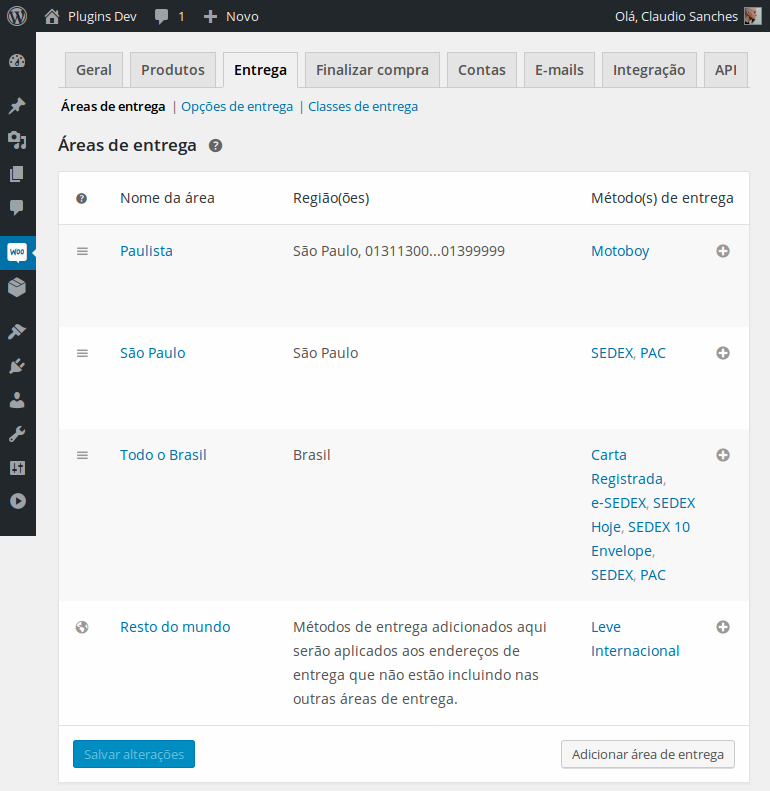 Plugins Dev 1 Novo Olá, Claudio Sanches
Geral Produtos Entrega Finalizar compra Contas E-mails Integração API
Áreas de entrega | Opções de entrega | Classes de entrega
Áreas de entrega ?
? Nome da área Região(ões) Método(s) de entrega
Paulista São Paulo, 01311300...01399999 Motoboy
WOO
São Paulo São Paulo SEDEX, PAC
Todo o Brasil Brasil Carta
Registrada,
e-SEDEX, SEDEX
Hoje, SEDEX 10
Envelope,
SEDEX, PAC
Resto do mundo Métodos de entrega adicionados aqui Leve
serão aplicados aos endereços de Internacional
entrega que não estão incluindo nas
outras áreas de entrega.
Salvar alterações Adicionar área de entrega